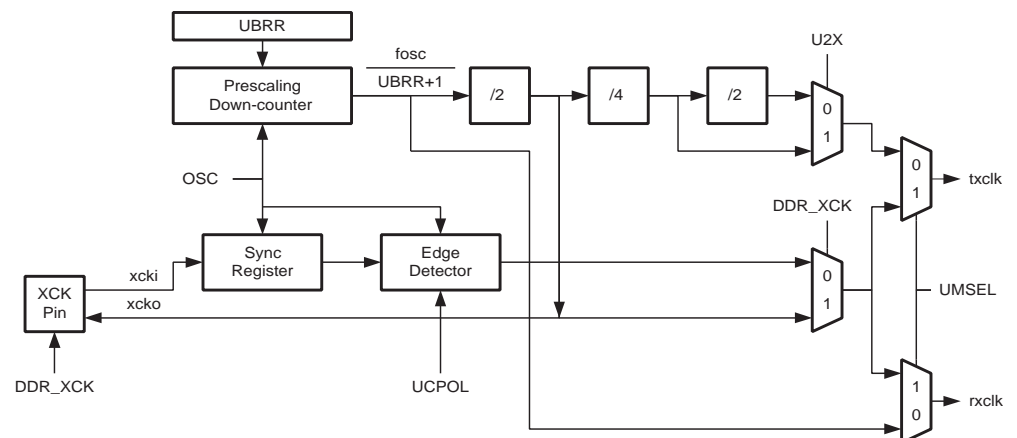 UBRR
Prescaling
Down-counter
fosc
UBRR+1
/2
/4
/2
U2X
0
1
OSC
0
1
txclk
DDR_XCK
Sync
Register
Edge
Detector
0
1
UMSEL
xcki
XCK
Pin
xcko
DDR_XCK
UCPOL
1
0
rxclk